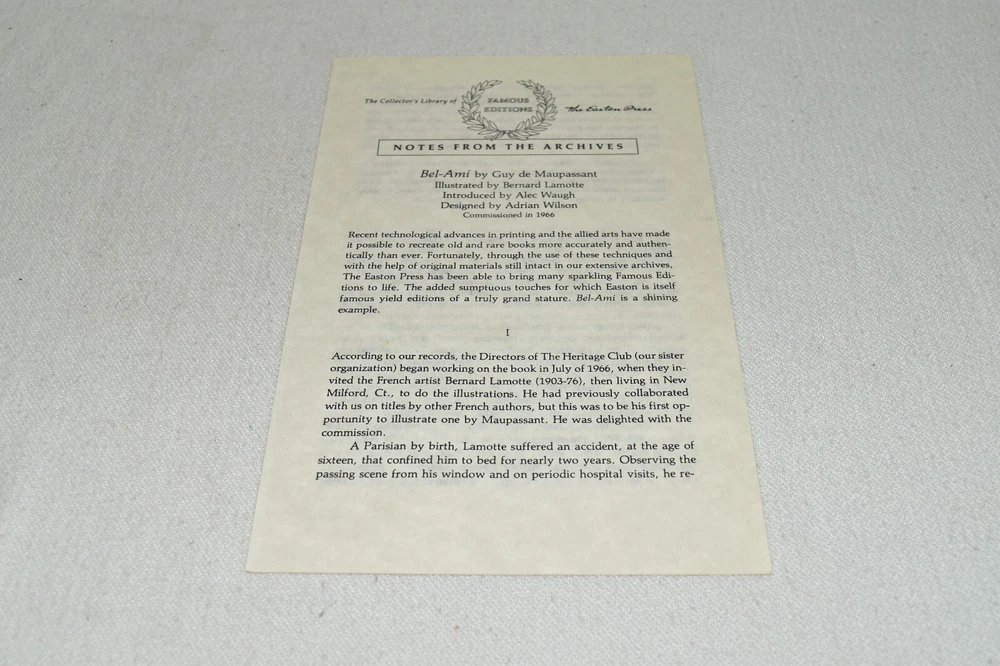 The Collector's Library of
FAMOUS
EDITIONS
The Easton Press
NOTES FROM THE ARCHIVES
Bel-Ami by Guy de Maupassant
Illustrated by Bernard Lamotte
Introduced by Alec Waugh
Designed by Adrian Wilson
Commissioned in 1966
Recent technological advances in printing and the allied arts have made
it possible to recreate old and rare books more accurately and authen-
tically than ever. Fortunately, through the use of these techniques and
with the help of original materials still intact in our extensive archives,
The Easton Press has been able to bring many sparkling Famous Edi-
tions to life. The added sumptuous touches for which Easton is itself
famous yield editions of a truly grand stature. Bel-Ami is a shining
example.
I
According to our records, the Directors of The Heritage Club (our sister
organization) began working on the book in July of 1966, when they in-
vited the French artist Bernard Lamotte (1903-76), then living in New
Milford, Ct., to do the illustrations. He had previously collaborated
with us on titles by other French authors, but this was to be his first op-
portunity to illustrate one by Maupassant. He was delighted with the
commission.
A Parisian by birth, Lamotte suffered an accident, at the age of
sixteen, that confined him to bed for nearly two years. Observing the
passing scene from his window and on periodic hospital visits, he re-